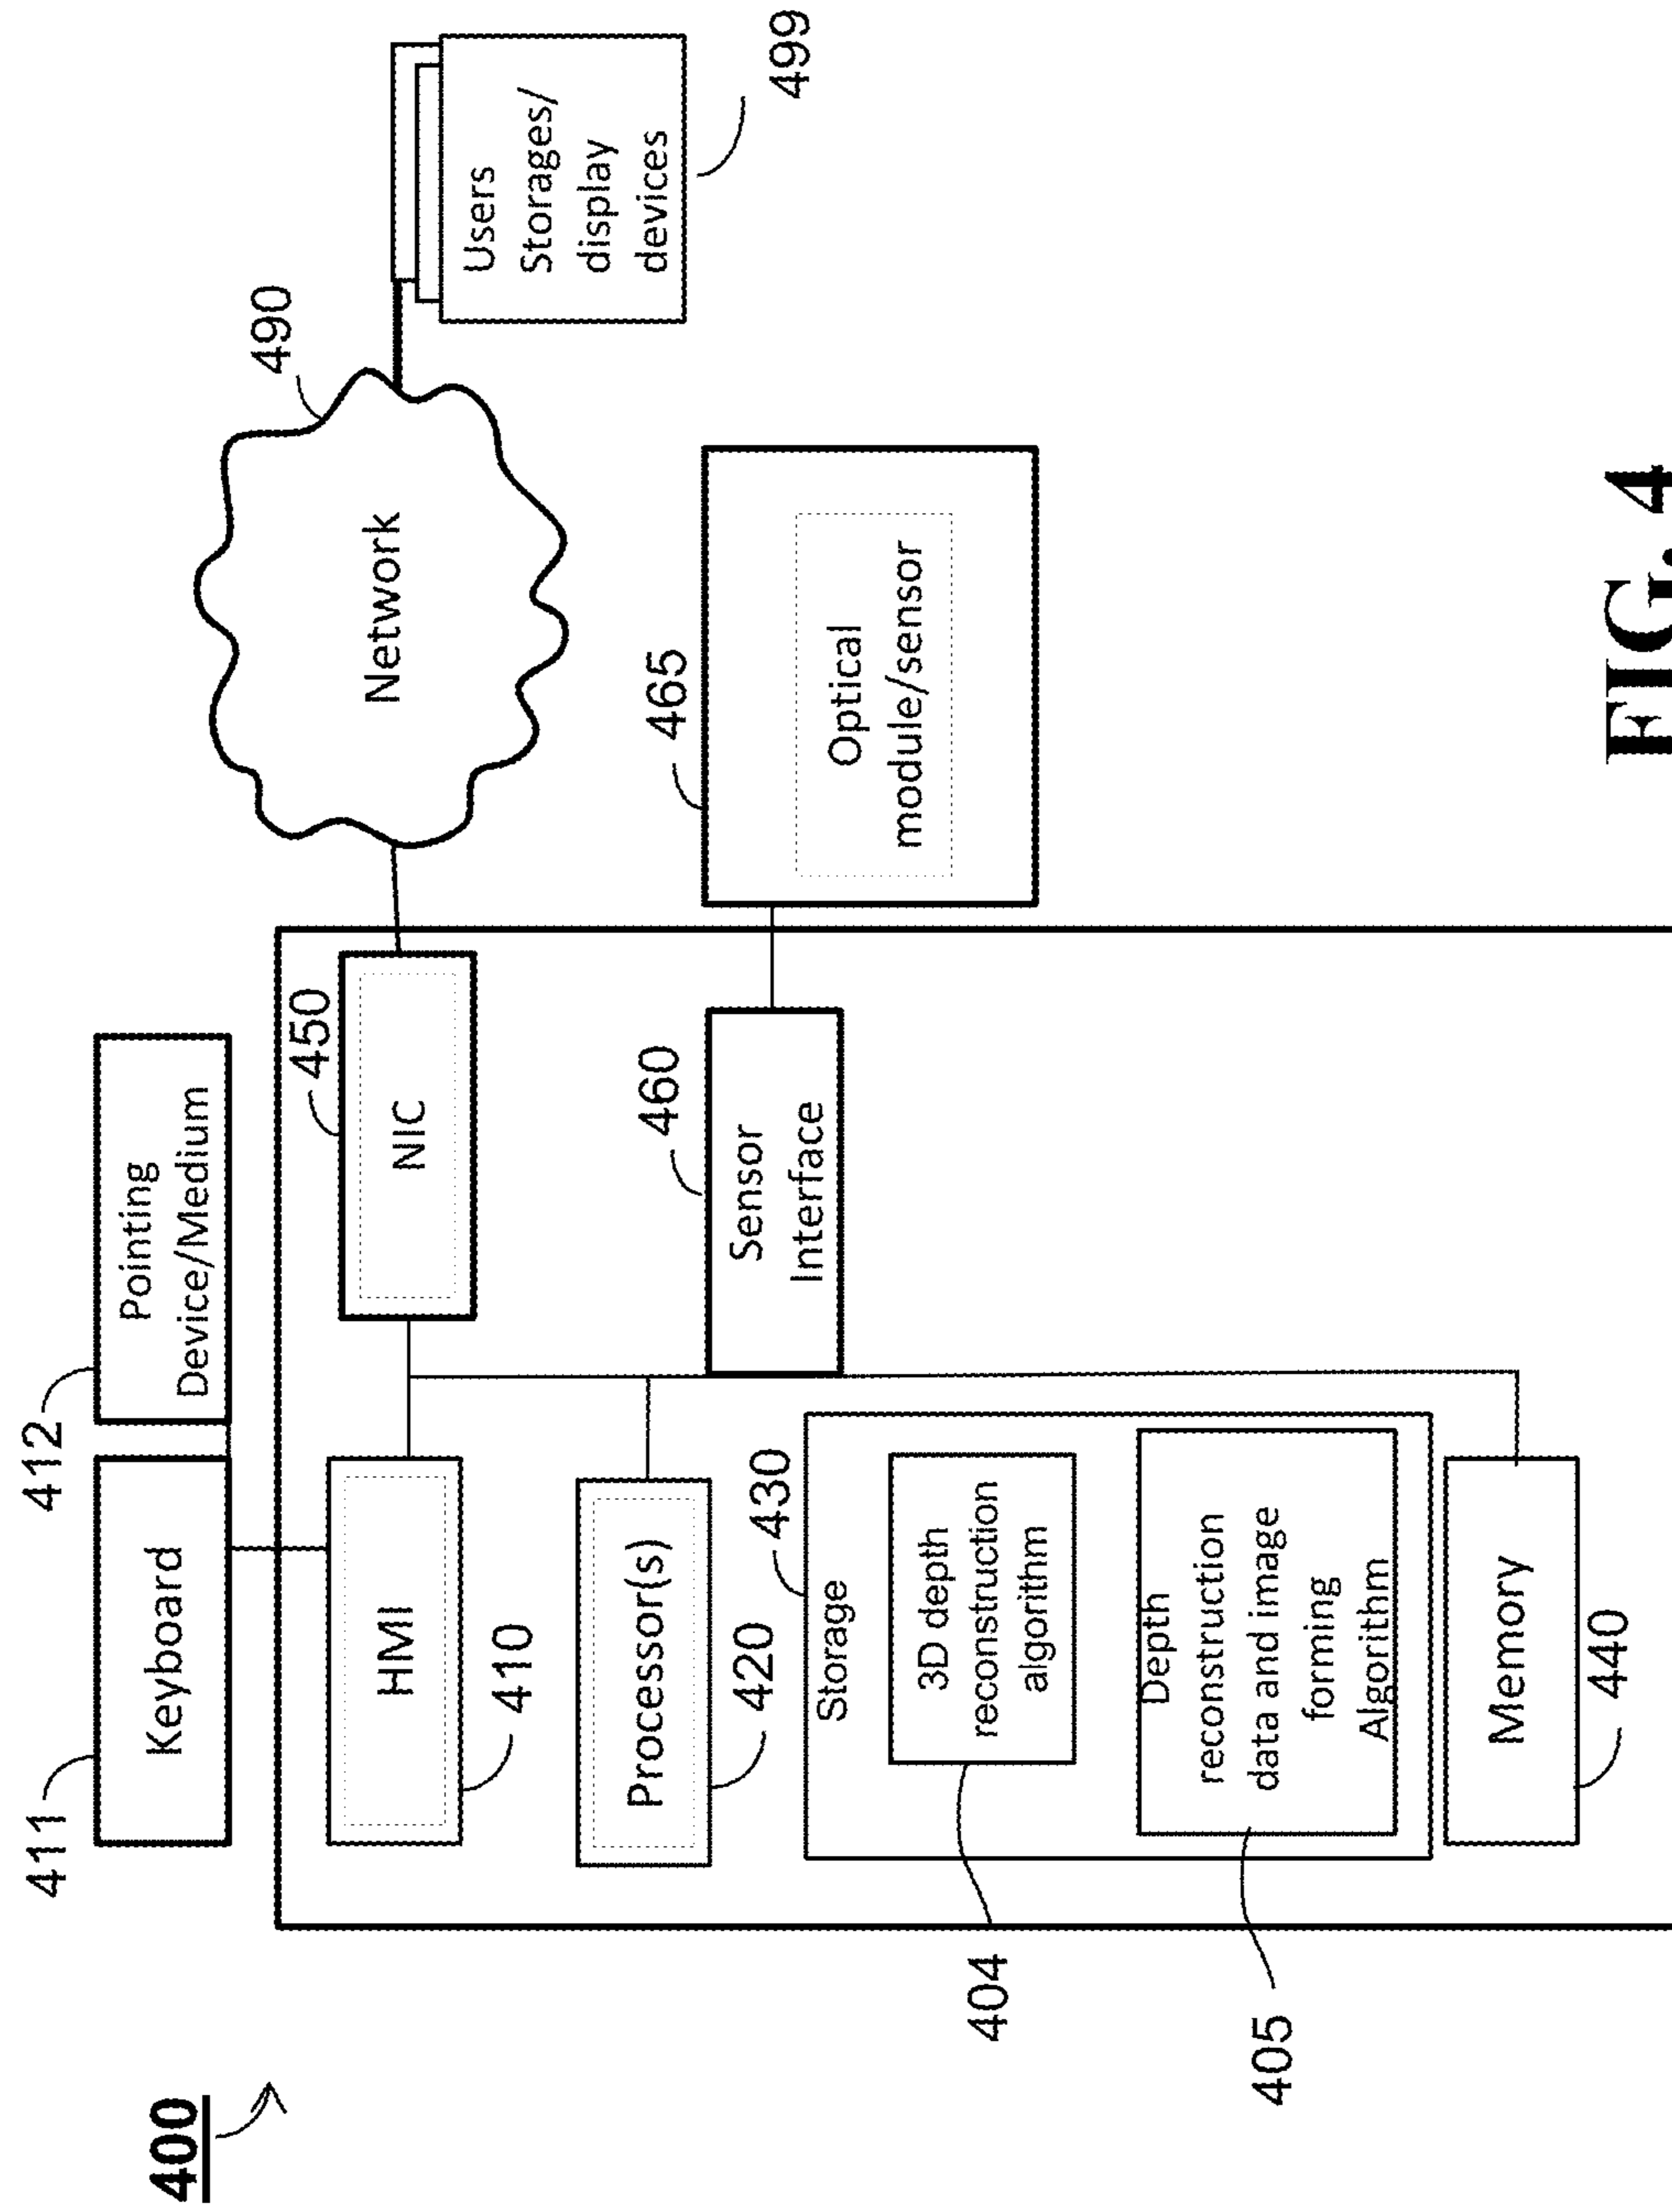 400
411
Keyboard
412
Pointing
Device/Medium
HMI
410
450
NIC
490
Network
Users
Storages/
display
devices
499
Processor(s)
420
460
Sensor
Interface
465
Optical
module/sensor
430
Storage
3D depth
reconstruction
algorithm
404
Depth
reconstruction
data and image
forming
Algorithm
405
Memory
440
FIG. 4